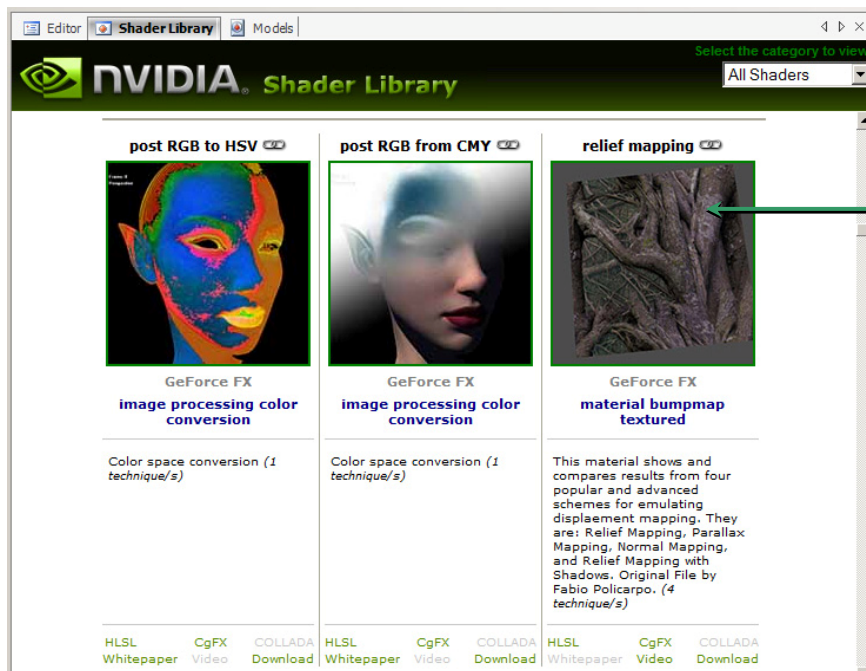 Editor
Shader Library
Models
Select the category to view
NVIDIA. Shader Library
All Shaders
post RGB to HSV
GeForce FX
image processing color
conversion
Color space conversion (1
technique/s)
HLSL CgFX COLLADA
Whitepaper Video Download
post RGB from CMY
GeForce FX
image processing color
conversion
Color space conversion (1
technique/s)
HLSL CgFX COLLADA
Whitepaper Video Download
relief mapping
GeForce FX
material bumpmap
textured
This material shows and
compares results from four
popular and advanced
schemes for emulating
displaement mapping. They
are: Relief Mapping, Parallax
Mapping, Normal Mapping,
and Relief Mapping with
Shadows. Original File by
Fabio Policarpo. (4
technique/s)
HLSL CgFX COLLADA
Whitepaper Video Download